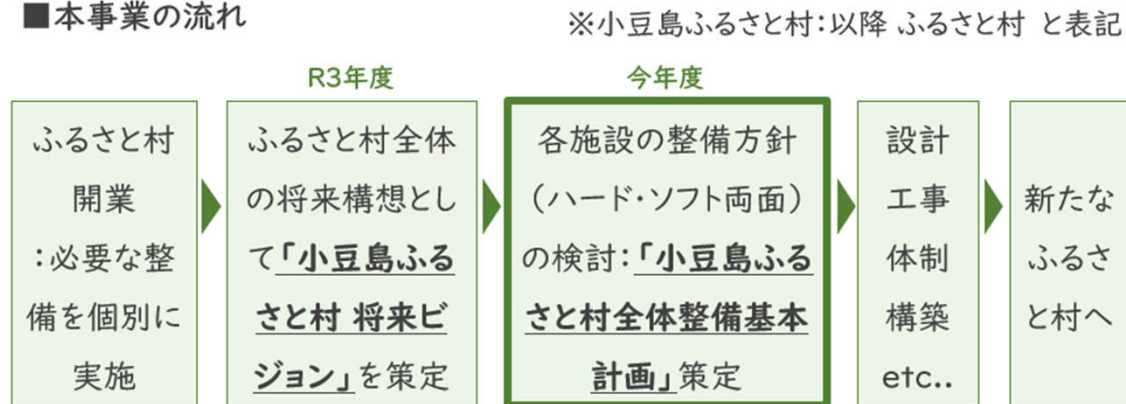 ■本事業の流れ
※小豆島ふるさと村:以降 ふるさと村 と表記
R3年度
今年度
ふるさと村
開業
:必要な整
備を個別に
実施
ふるさと村全体
の将来構想とし
て「小豆島ふる
さと村 将来ビ
ジョン」を策定
各施設の整備方針
(ハード・ソフト両面)
の検討:「小豆島ふる
さと村全体整備基本
計画」策定
設計
工事
体制
構築
etc..
新たな
ふるさ
と村へ